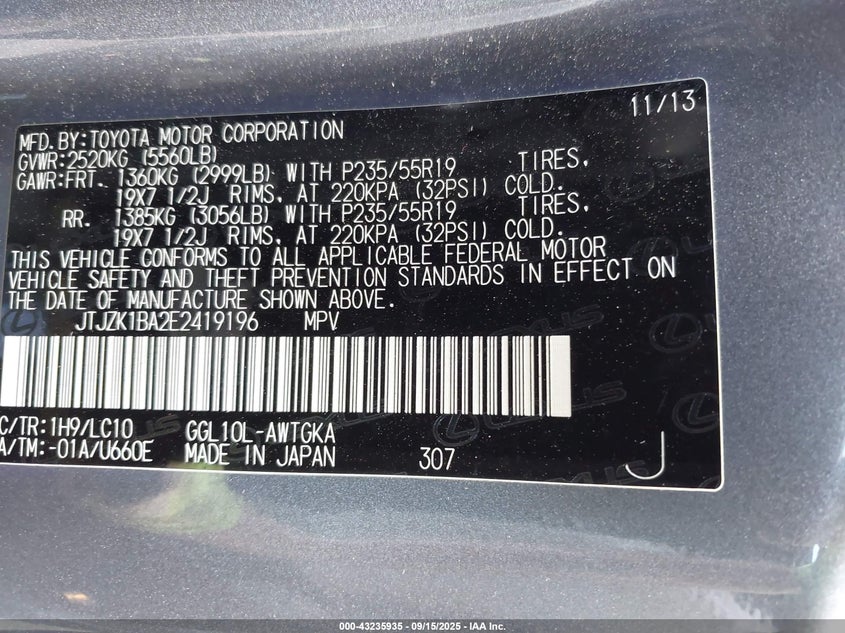 11/13
MFD.BY:TOYOTA MOTOR CORPORATION
GVWR:2520KG (5560LB)
GAWR:FRT. 1360KG (2999LB) WITH P235/55R19 TIRES,
19X7 1/2J RIMS, AT 220KPA (32PSI) COLD.
RR. 1385KG (3056LB) WITH P235/55R19 TIRES,
19X7 1/2J RIMS, AT 220KPA (32PSI) COLD.
THIS VEHICLE CONFORMS TO ALL APPLICABLE FEDERAL MOTOR
VEHICLE SAFETY AND THEFT PREVENTION STANDARDS IN EFFECT ON
THE DATE OF MANUFACTURE SHOWN ABOVE.
JTJZK1BA2E2419196 MPV
C/TR:1H9/LC10 GGL10L-AWTGKA
A/TM:-01A/U660E MADE IN JAPAN 307 J
000-43235935 - 09/15/2025 - IAA Inc.